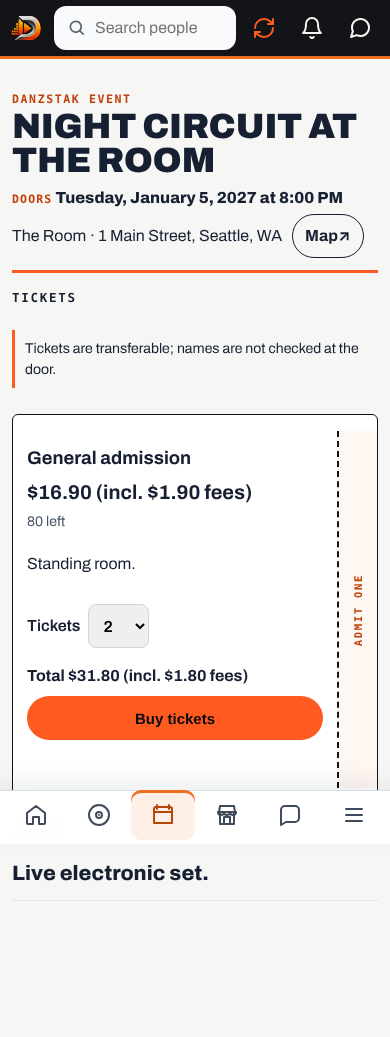 Search people
DANZSTAK EVENT
NIGHT CIRCUIT AT
THE ROOM
DOORS Tuesday, January 5, 2027 at 8:00 PM
The Room · 1 Main Street, Seattle, WA Map↗
TICKETS
Tickets are transferable; names are not checked at the
door.
General admission
$16.90 (incl. $1.90 fees)
80 left
Standing room.
ADMIT ONE
Tickets 2
Total $31.80 (incl. $1.80 fees)
Buy tickets
Live electronic set.